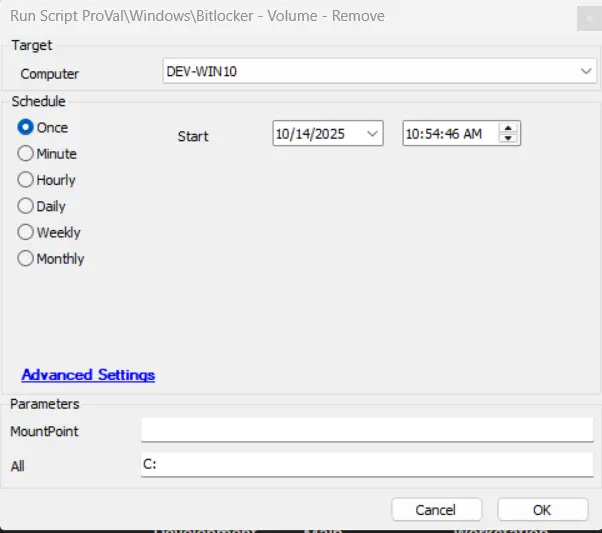 Run Script ProVal\Windows\Bitlocker - Volume - Remove
Target
Computer DEV-WIN10
Schedule
Once
Start 10/14/2025 10:54:46 AM
Minute
Hourly
Daily
Weekly
Monthly
Advanced Settings
Parameters
MountPoint
All C:
Cancel OK